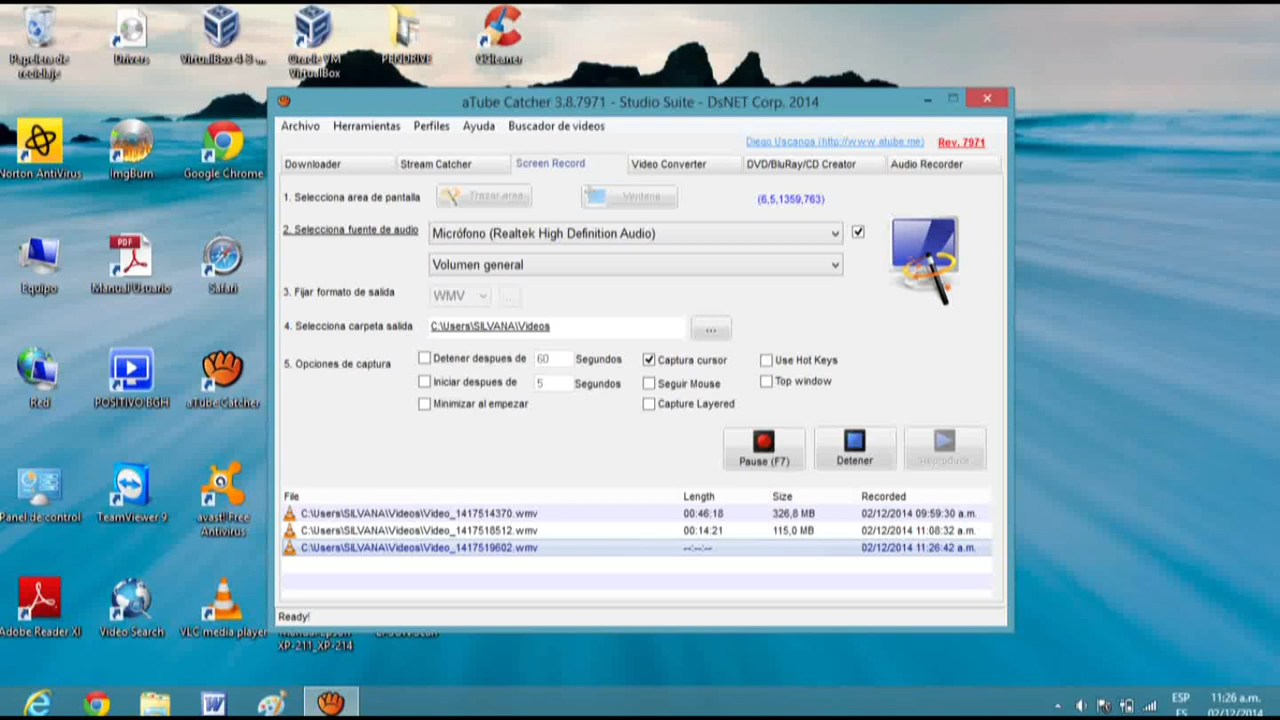 Papelera de reciclaje
Drivers
VirtualBox 4-3-...
Oracle VM VirtualBox
PENDRIVE
CCleaner
Norton AntiVirus
ImgBurn
Google Chrome
Equipo
ManualUsuario
Safari
Red
POSITIVO BGH
aTube Catcher
Panel de control
TeamViewer 9
avast! Free Antivirus
Adobe Reader XI
Video Search
VLC media player
XP-211_XP-214
aTube Catcher 3.8.7971 - Studio Suite - DsNET Corp. 2014
Archivo Herramientas Perfiles Ayuda Buscador de videos
Diego Uscanga (http://www.atube.me) Rev. 7971
Downloader Stream Catcher Screen Record Video Converter DVD/BluRay/CD Creator Audio Recorder
1. Selecciona area de pantalla Trazar area Ventana (6,5,1359,763)
2. Selecciona fuente de audio Micrófono (Realtek High Definition Audio)
Volumen general
3. Fijar formato de salida WMV ...
4. Selecciona carpeta salida C:\Users\SILVANA\Videos ...
5. Opciones de captura
Detener despues de 60 Segundos Captura cursor Use Hot Keys
Iniciar despues de 5 Segundos Seguir Mouse Top window
Minimizar al empezar Capture Layered
Pause (F7) Detener Reproducir
File Length Size Recorded
C:\Users\SILVANA\Videos\Video_1417514370.wmv 00:46:18 326,8 MB 02/12/2014 09:59:30 a.m.
C:\Users\SILVANA\Videos\Video_1417518512.wmv 00:14:21 115,0 MB 02/12/2014 11:08:32 a.m.
C:\Users\SILVANA\Videos\Video_1417519602.wmv --:--:-- 02/12/2014 11:26:42 a.m.
Ready!
ESP 11:26 a.m.
ES 02/12/2014